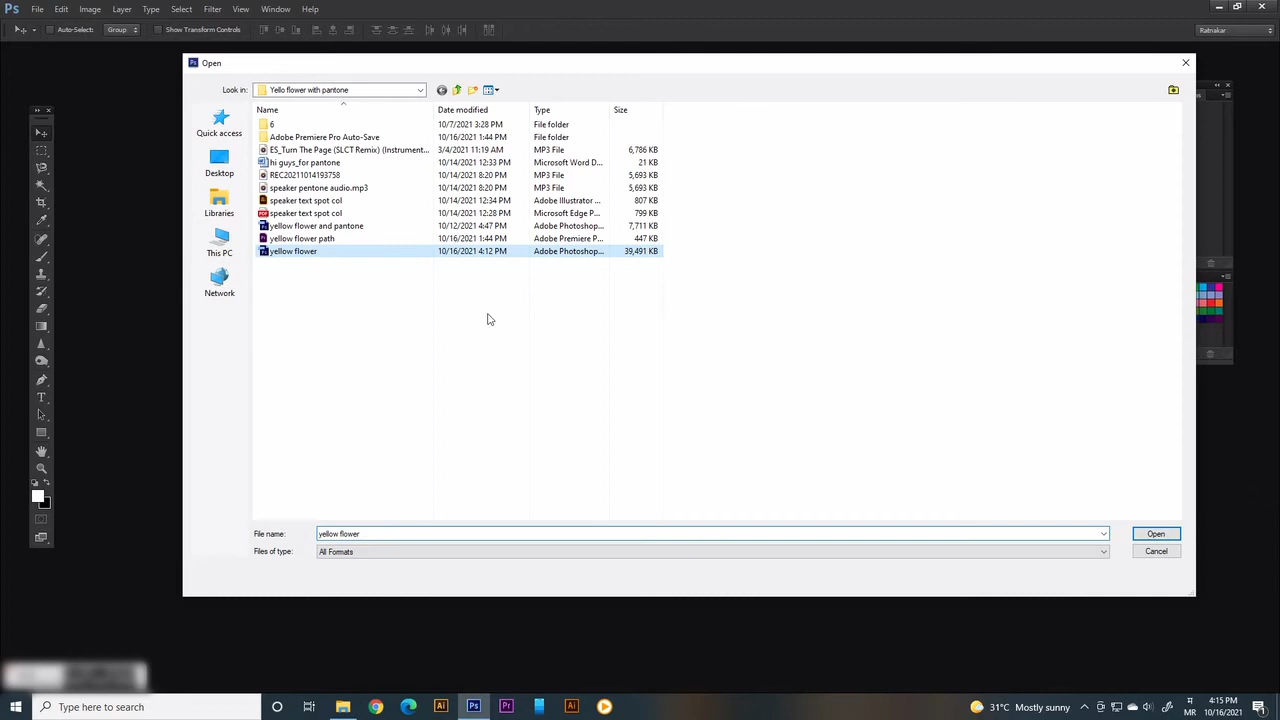 Ps File Edit Image Layer Type Select Filter View Window Help
Auto-Select: Group Show Transform Controls Ratnakar
Ps Open
Look in: Yello flower with pantone
Name Date modified Type Size
6 10/7/2021 3:28 PM File folder
Adobe Premiere Pro Auto-Save 10/16/2021 1:44 PM File folder
ES_Turn The Page (SLCT Remix) (Instrument... 3/4/2021 11:19 AM MP3 File 6,786 KB
hi guys_for pantone 10/14/2021 12:33 PM Microsoft Word D... 21 KB
REC20211014193758 10/14/2021 8:20 PM MP3 File 5,693 KB
speaker pentone audio.mp3 10/14/2021 8:20 PM MP3 File 5,693 KB
speaker text spot col 10/14/2021 12:34 PM Adobe Illustrator ... 807 KB
speaker text spot col 10/14/2021 12:28 PM Microsoft Edge P... 799 KB
yellow flower and pantone 10/12/2021 4:47 PM Adobe Photoshop... 7,711 KB
yellow flower path 10/16/2021 1:44 PM Adobe Premiere P... 447 KB
yellow flower 10/16/2021 4:12 PM Adobe Photoshop... 39,491 KB
Quick access
Desktop
Libraries
This PC
Network
File name: yellow flower Open
Files of type: All Formats Cancel
Type here to search Ai Ps Pr Ai 31°C Mostly sunny 4:15 PM
MR 10/16/2021